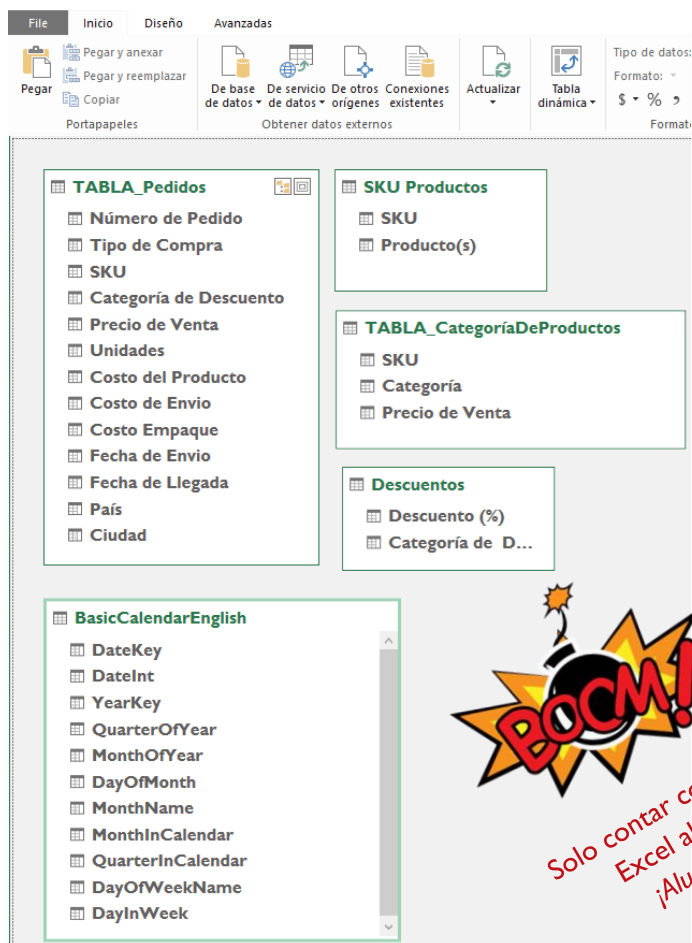 File Inicio Diseño Avanzadas
Pegar
Pegar y anexar
Pegar y reemplazar
Copiar
Portapapeles
De base de datos
De servicio de datos
De otros orígenes
Conexiones existentes
Obtener datos externos
Actualizar
Tabla dinámica
Tipo de datos:
Formato:
$ % ,
TABLA_Pedidos
Número de Pedido
Tipo de Compra
SKU
Categoría de Descuento
Precio de Venta
Unidades
Costo del Producto
Costo de Envio
Costo Empaque
Fecha de Envio
Fecha de Llegada
País
Ciudad
SKU Productos
SKU
Producto(s)
TABLA_CategoríaDeProductos
SKU
Categoría
Precio de Venta
Descuentos
Descuento (%)
Categoría de D...
BasicCalendarEnglish
DateKey
DateInt
YearKey
QuarterOfYear
MonthOfYear
DayOfMonth
MonthName
MonthInCalendar
QuarterInCalendar
DayOfWeekName
DayInWeek
BOOM!
Solo contar
Excel